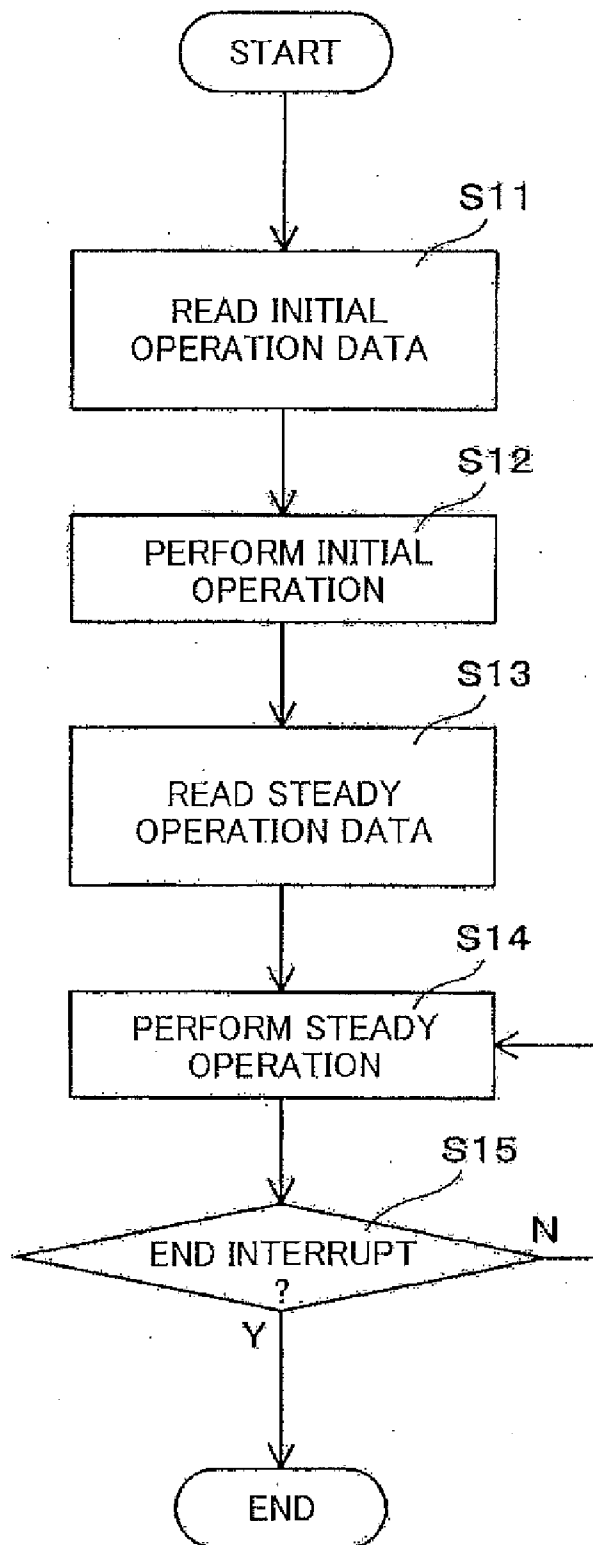 START
S11
READ INITIAL
OPERATION DATA
S12
PERFORM INITIAL
OPERATION
S13
READ STEADY
OPERATION DATA
S14
PERFORM STEADY
OPERATION
S15
END INTERRUPT
?
N
Y
END